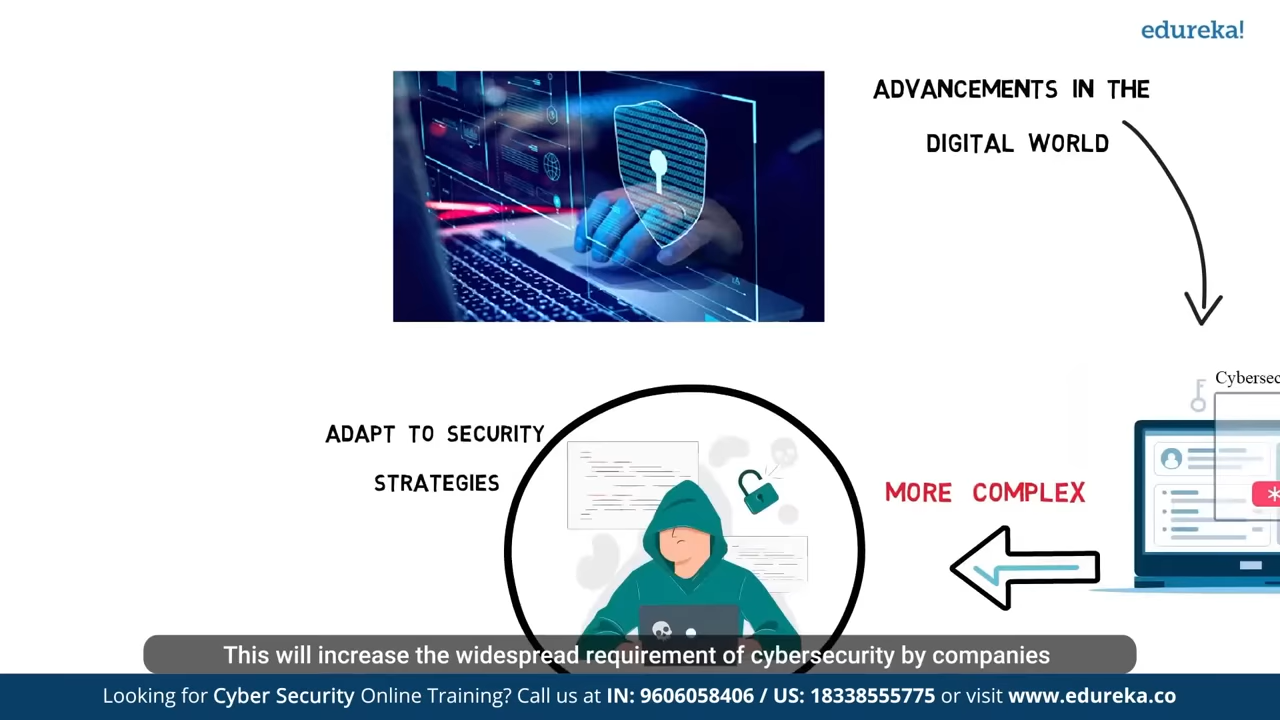 edureka!
ADVANCEMENTS IN THE
DIGITAL WORLD
Cybersec
ADAPT TO SECURITY
STRATEGIES
MORE COMPLEX
This will increase the widespread requirement of cybersecurity by companies
Looking for Cyber Security Online Training? Call us at IN: 9606058406 / US: 18338555775 or visit www.edureka.co